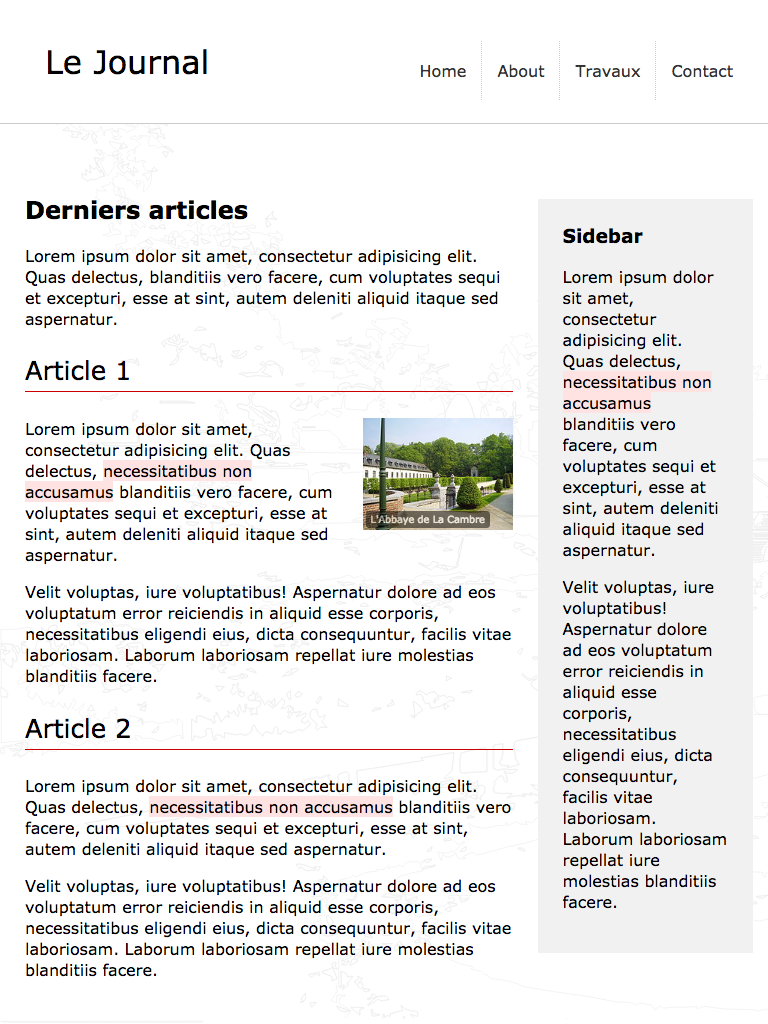 Le Journal
Home
About
Travaux
Contact
Derniers articles
Lorem ipsum dolor sit amet, consectetur adipisicing elit.
Quas delectus, blanditiis vero facere, cum voluptates sequi
et excepturi, esse at sint, autem deleniti aliquid itaque sed
aspernatur.
Article 1
Lorem ipsum dolor sit amet,
consectetur adipisicing elit. Quas
delectus, necessitatibus non
accusamus blanditiis vero facere, cum
voluptates sequi et excepturi, esse at
sint, autem deleniti aliquid itaque sed
aspernatur.
L'Abbaye de La Cambre
Velit voluptas, iure voluptatibus! Aspernatur dolore ad eos
voluptatum error reiciendis in aliquid esse corporis,
necessitatibus eligendi eius, dicta consequuntur, facilis vitae
laboriosam. Laborum laboriosam repellat iure molestias
blanditiis facere.
Article 2
Lorem ipsum dolor sit amet, consectetur adipisicing elit.
Quas delectus, necessitatibus non accusamus blanditiis vero
facere, cum voluptates sequi et excepturi, esse at sint,
autem deleniti aliquid itaque sed aspernatur.
Velit voluptas, iure voluptatibus! Aspernatur dolore ad eos
voluptatum error reiciendis in aliquid esse corporis,
necessitatibus eligendi eius, dicta consequuntur, facilis vitae
laboriosam. Laborum laboriosam repellat iure molestias
blanditiis facere.
Sidebar
Lorem ipsum dolor
sit amet,
consectetur
adipisicing elit.
Quas delectus,
necessitatibus non
accusamus
blanditiis vero
facere, cum
voluptates sequi et
excepturi, esse at
sint, autem deleniti
aliquid itaque sed
aspernatur.
Velit voluptas, iure
voluptatibus!
Aspernatur dolore
ad eos voluptatum
error reiciendis in
aliquid esse
corporis,
necessitatibus
eligendi eius, dicta
consequuntur,
facilis vitae
laboriosam.
Laborum laboriosam
repellat iure
molestias blanditiis
facere.